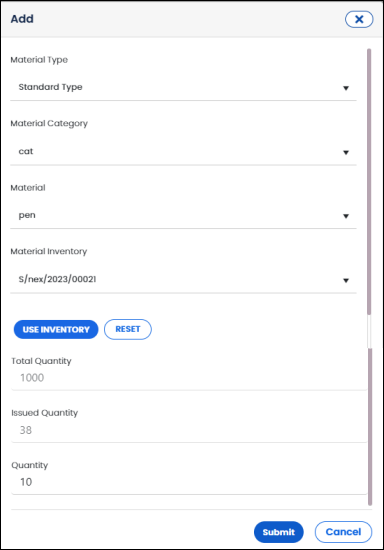 Add
Material Type
Standard Type
Material Category
cat
Material
pen
Material Inventory
S/nex/2023/00021
USE INVENTORY RESET
Total Quantity
1000
Issued Quantity
38
Quantity
10
Submit Cancel